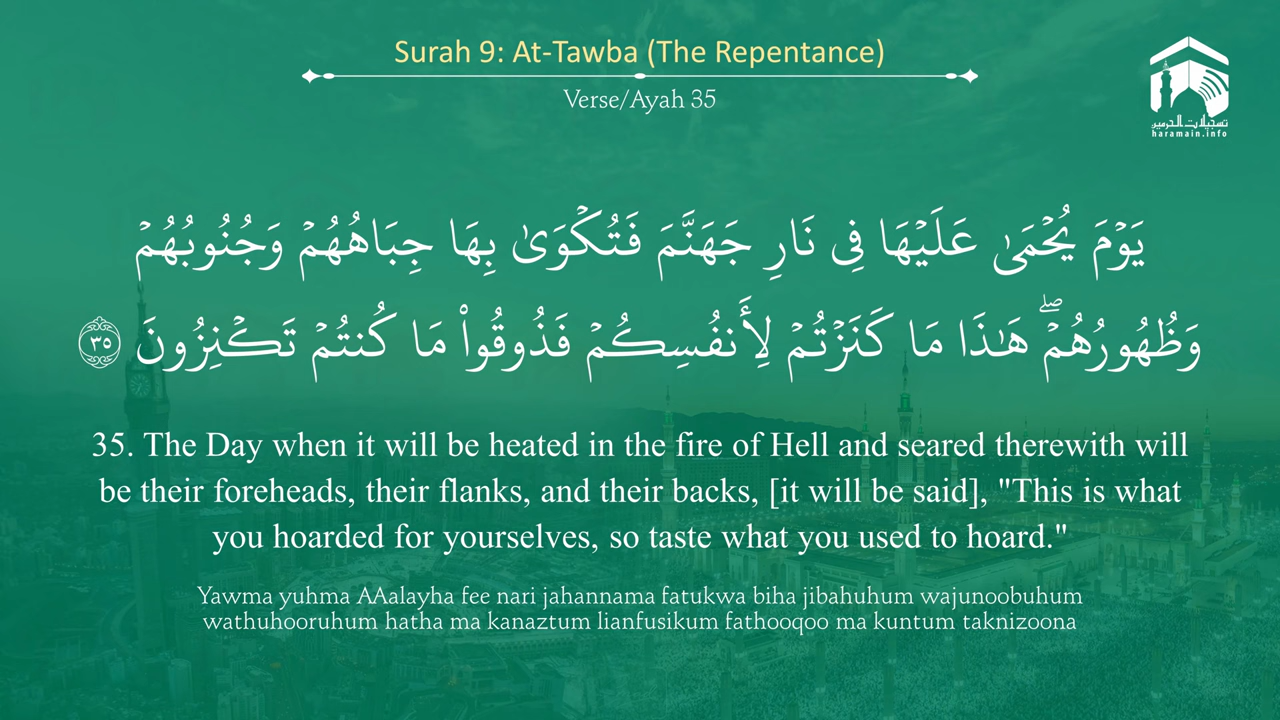 Surah 9: At-Tawba (The Repentance)
Verse/Ayah 35
تسجيلات الحرمين
haramain.info
يَوْمَ يُحْمَىٰ عَلَيْهَا فِى نَارِ جَهَنَّمَ فَتُكْوَىٰ بِهَا جِبَاهُهُمْ وَجُنُوبُهُمْ
وَظُهُورُهُمْ ۖ هَـٰذَا مَا كَنَزْتُمْ لِأَنفُسِكُمْ فَذُوقُوا۟ مَا كُنتُمْ تَكْنِزُونَ ٣٥
35. The Day when it will be heated in the fire of Hell and seared therewith will
be their foreheads, their flanks, and their backs, [it will be said], "This is what
you hoarded for yourselves, so taste what you used to hoard."
Yawma yuhma AAalayha fee nari jahannama fatukwa biha jibahuhum wajunoobuhum
wathuhooruhum hatha ma kanaztum lianfusikum fathooqoo ma kuntum taknizoona